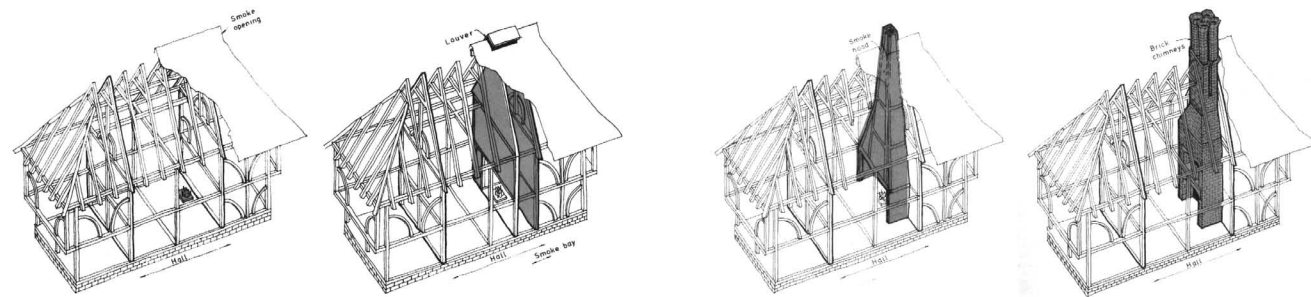 Smoke
opening
Hall
Louver
Hall
Smoke bay
Smoke
hood
Hall
Brick
chimneys
Hall